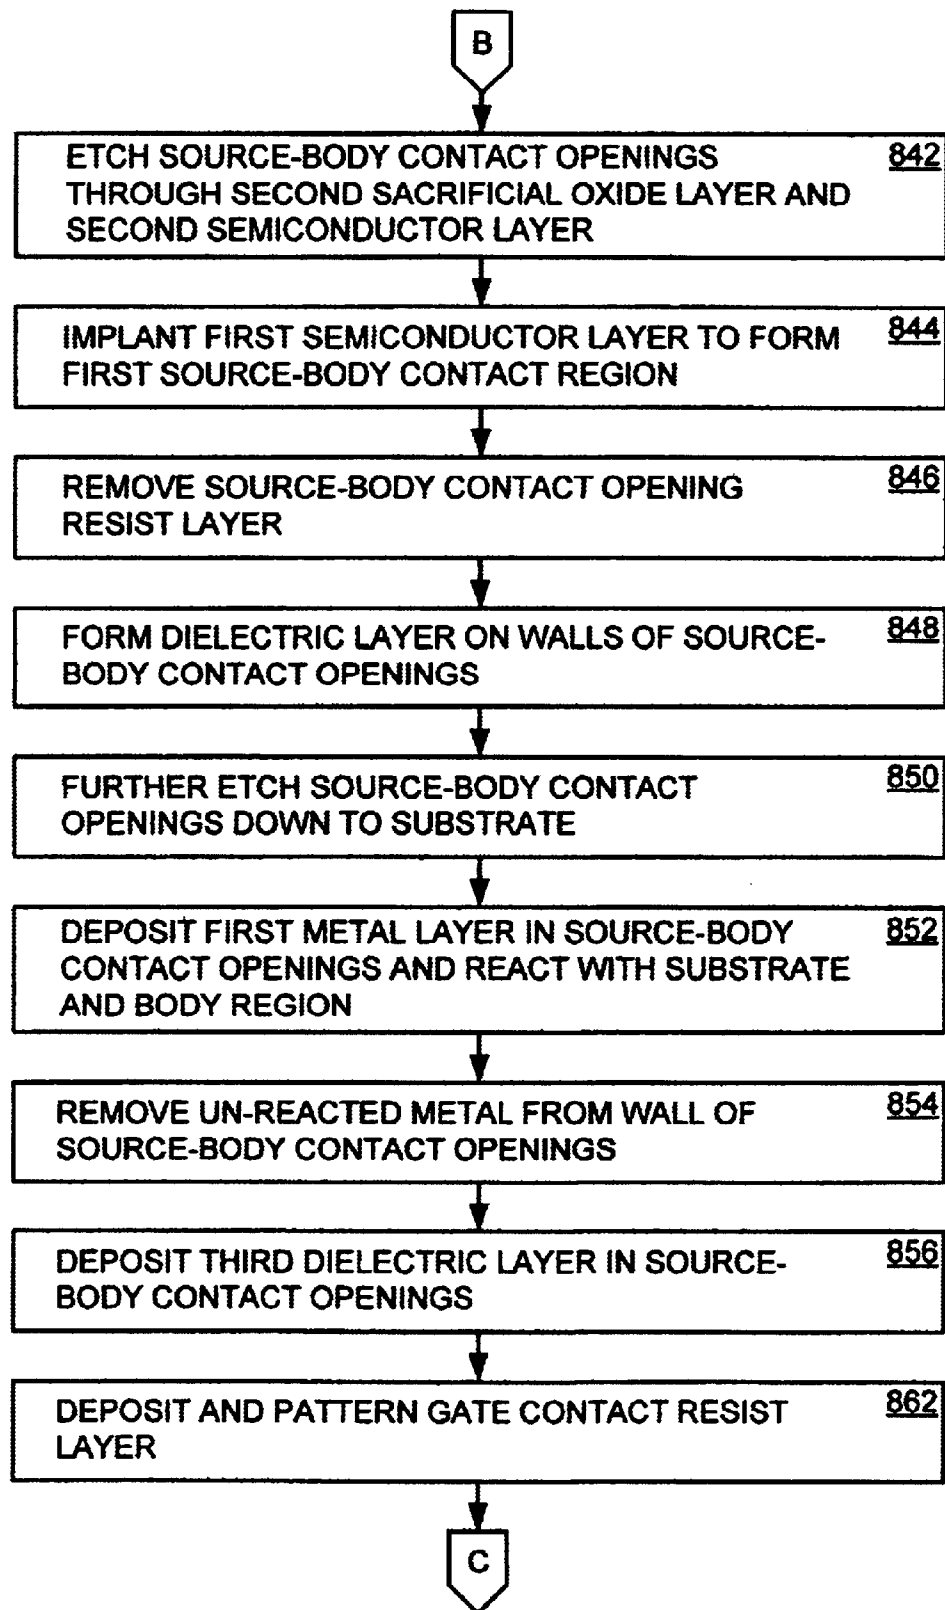 B
ETCH SOURCE-BODY CONTACT OPENINGS 842
THROUGH SECOND SACRIFICIAL OXIDE LAYER AND
SECOND SEMICONDUCTOR LAYER
IMPLANT FIRST SEMICONDUCTOR LAYER TO FORM 844
FIRST SOURCE-BODY CONTACT REGION
REMOVE SOURCE-BODY CONTACT OPENING 846
RESIST LAYER
FORM DIELECTRIC LAYER ON WALLS OF SOURCE- 848
BODY CONTACT OPENINGS
FURTHER ETCH SOURCE-BODY CONTACT 850
OPENINGS DOWN TO SUBSTRATE
DEPOSIT FIRST METAL LAYER IN SOURCE-BODY 852
CONTACT OPENINGS AND REACT WITH SUBSTRATE
AND BODY REGION
REMOVE UN-REACTED METAL FROM WALL OF 854
SOURCE-BODY CONTACT OPENINGS
DEPOSIT THIRD DIELECTRIC LAYER IN SOURCE- 856
BODY CONTACT OPENINGS
DEPOSIT AND PATTERN GATE CONTACT RESIST 862
LAYER
C